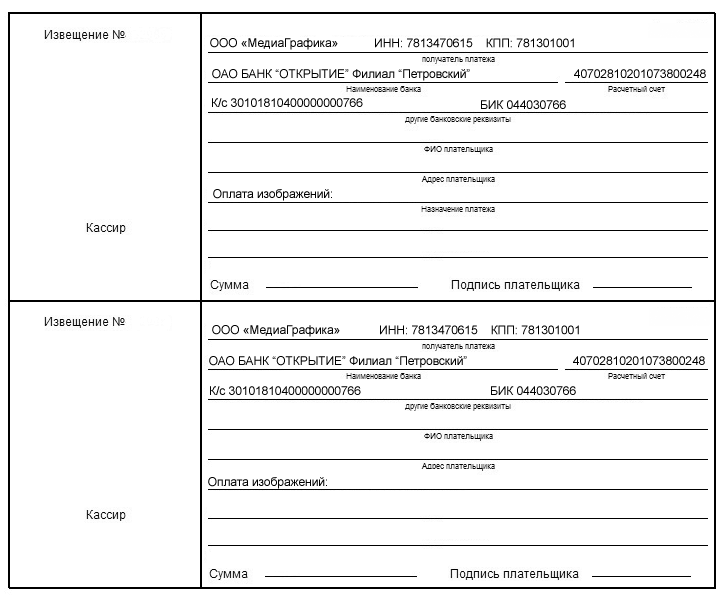 Извещение №
ООО «МедиаГрафика» ИНН: 7813470615 КПП: 781301001
получатель платежа
ОАО БАНК “ОТКРЫТИЕ” Филиал “Петровский” 40702810201073800248
Наименование банка Расчетный счет
К/с 30101810400000000766 БИК 044030766
другие банковские реквизиты
ФИО плательщика
Адрес плательщика
Оплата изображений:
Назначение платежа
Кассир
Сумма Подпись плательщика
Извещение №
ООО «МедиаГрафика» ИНН: 7813470615 КПП: 781301001
получатель платежа
ОАО БАНК “ОТКРЫТИЕ” Филиал “Петровский” 40702810201073800248
Наименование банка Расчетный счет
К/с 30101810400000000766 БИК 044030766
другие банковские реквизиты
ФИО плательщика
Адрес плательщика
Оплата изображений:
Кассир
Сумма Подпись плательщика